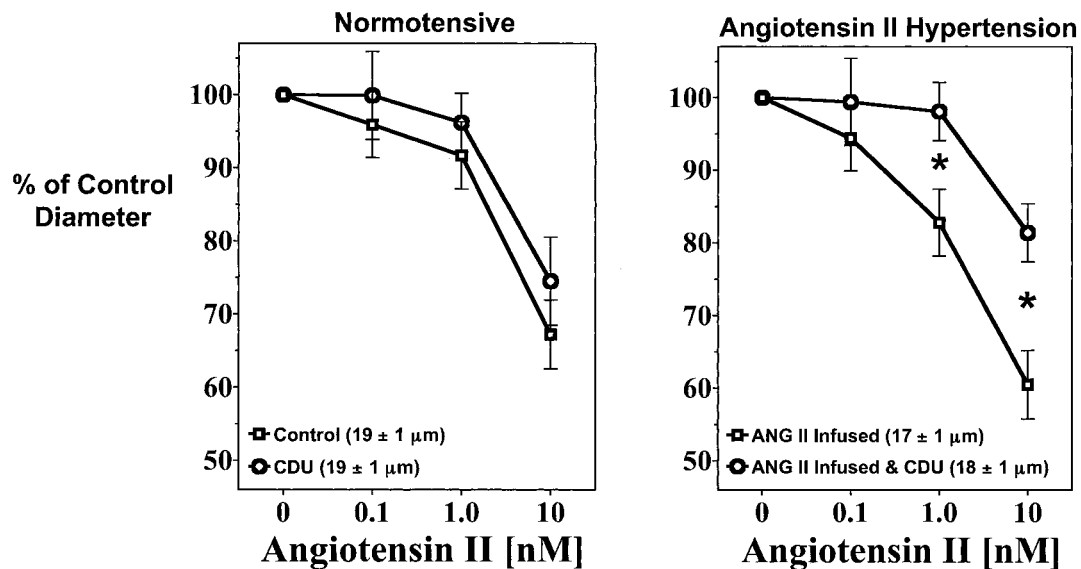 Normotensive
% of Control
Diameter
100
90
80
70
60
50
Control (19 ± 1 µm)
CDU (19 ± 1 µm)
0 0.1 1.0 10
Angiotensin II [nM]
Angiotensin II Hypertension
100
90
80
70
60
50
*
*
ANG II Infused (17 ± 1 µm)
ANG II Infused & CDU (18 ± 1 µm)
0 0.1 1.0 10
Angiotensin II [nM]